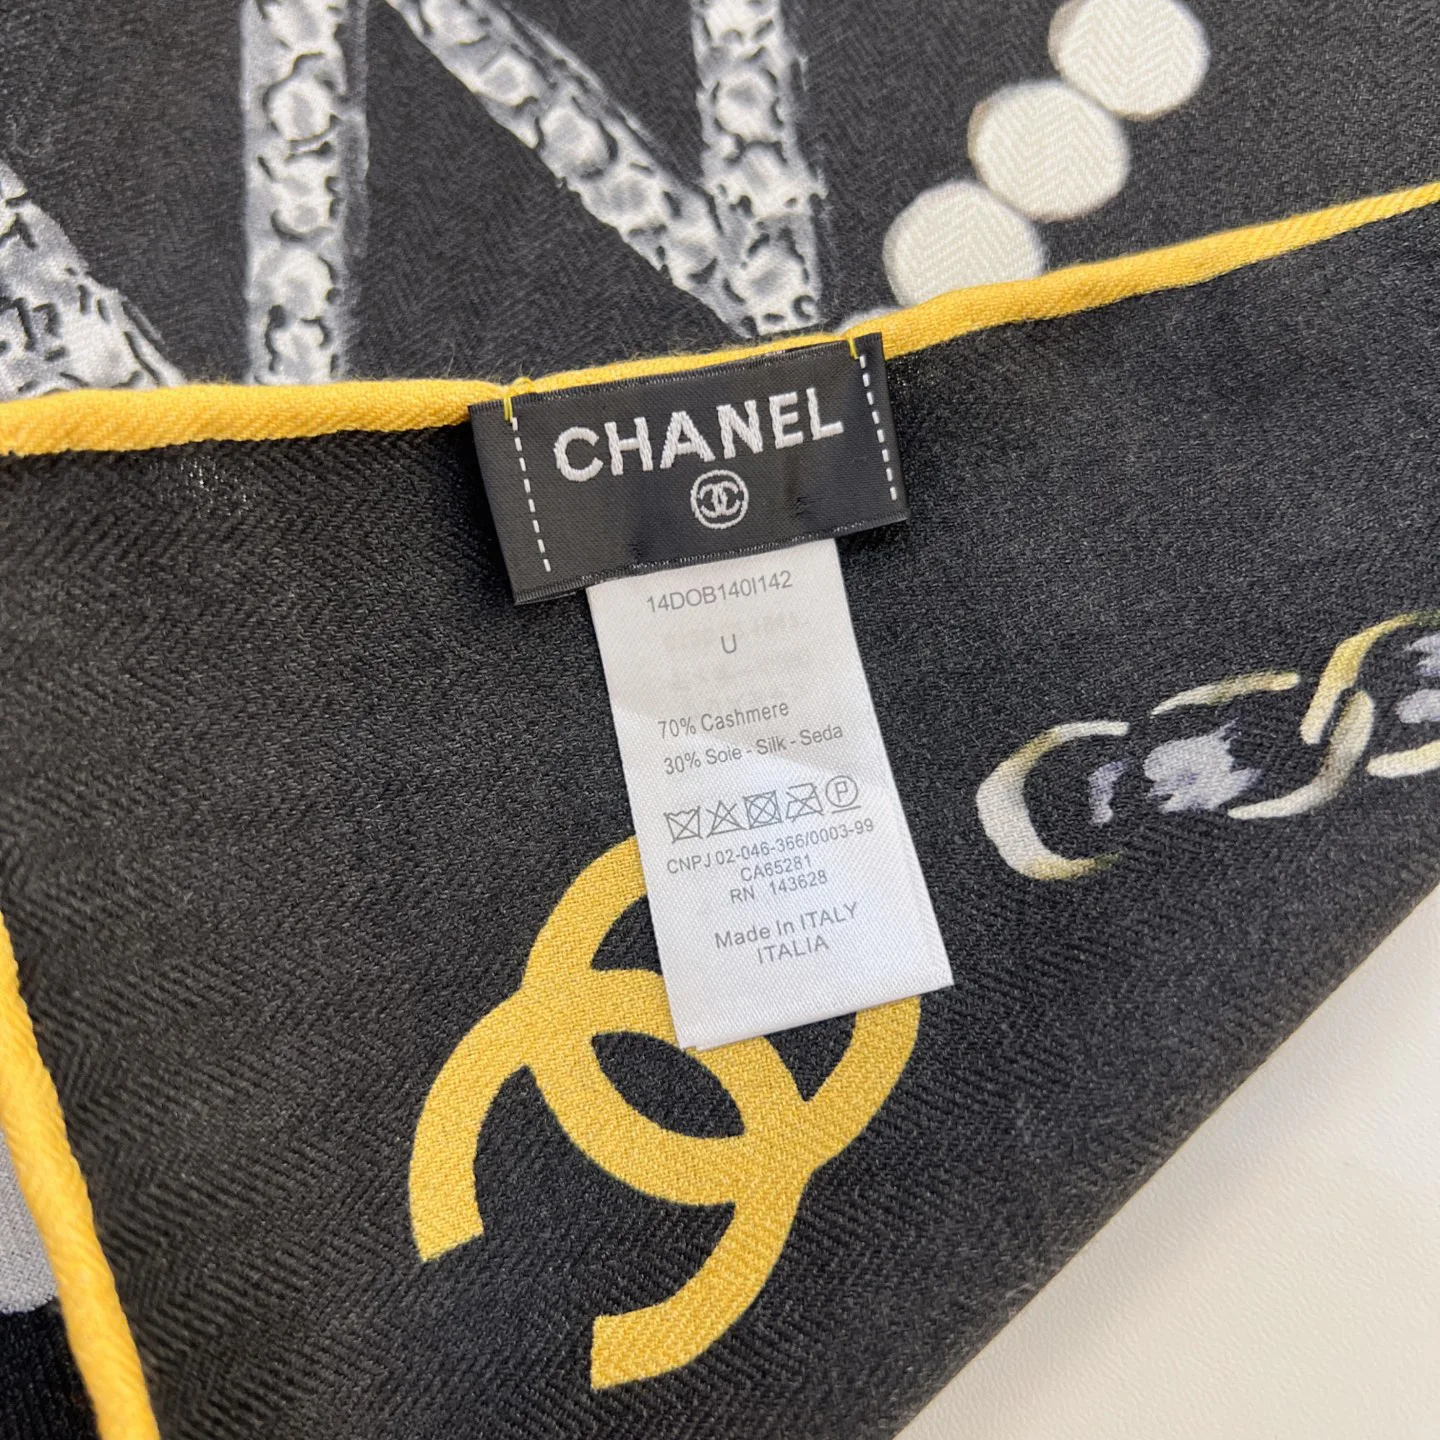 CHANEL
14DOB140I142
U
70% Cashmere
30% Soie - Silk - Seda
CNPJ 02-046-366/0003-99
CA65281
RN 143628
Made In ITALY
ITALIA